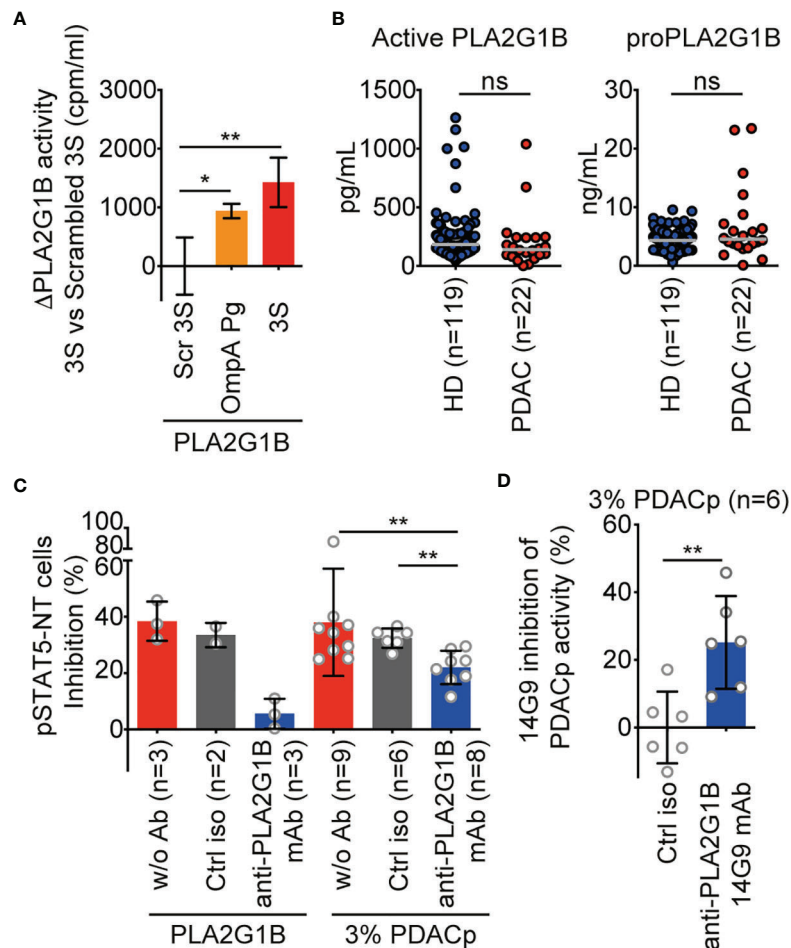 A
ΔPLA2G1B activity
3S vs Scrambled 3S (cpm/ml)
3000
2000
1000
0
**
*
Scr 3S
OmpA Pg
3S
PLA2G1B
B
Active PLA2G1B
ns
pg/mL
1500
1000
500
0
HD (n=119)
PDAC (n=22)
proPLA2G1B
ns
ng/mL
30
20
10
0
HD (n=119)
PDAC (n=22)
C
pSTAT5-NT cells
Inhibition (%)
100
80
60
40
20
0
**
**
w/o Ab (n=3)
Ctrl iso (n=2)
anti-PLA2G1B
mAb (n=3)
w/o Ab (n=9)
Ctrl iso (n=6)
anti-PLA2G1B
mAb (n=8)
PLA2G1B
3% PDACp
D
3% PDACp (n=6)
14G9 inhibition of
PDACp activity (%)
60
40
20
0
-20
**
Ctrl iso
anti-PLA2G1B
14G9 mAb